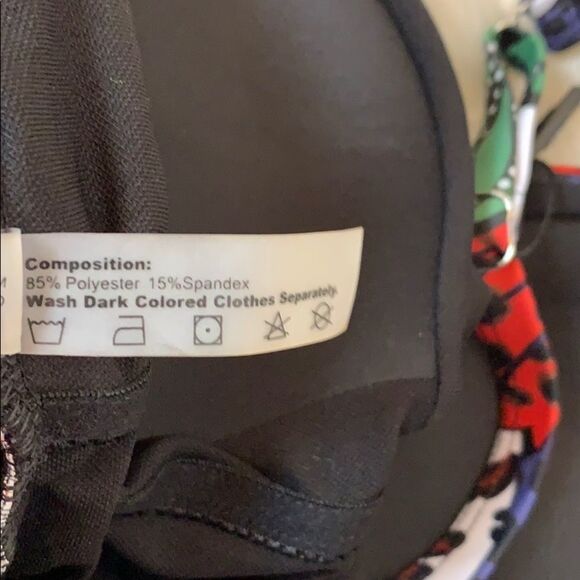 Composition:
85% Polyester 15%Spandex
Wash Dark Colored Clothes Separately.